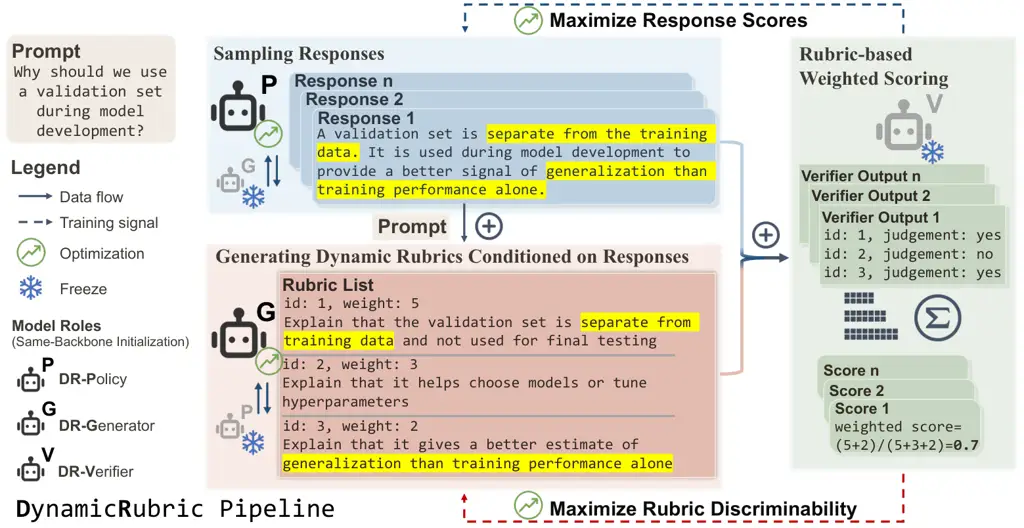 Maximize Response Scores
Prompt
Why should we use
a validation set
during model
development?
Legend
Data flow
Training signal
Optimization
Freeze
Model Roles
(Same-Backbone Initialization)
P
DR-Policy
G
DR-Generator
V
DR-Verifier
DynamicRubric Pipeline
Sampling Responses
P
G
Response n
Response 2
Response 1
A validation set is separate from the training
data. It is used during model development to
provide a better signal of generalization than
training performance alone.
Prompt
Generating Dynamic Rubrics Conditioned on Responses
G
P
Rubric List
id: 1, weight: 5
Explain that the validation set is separate from
training data and not used for final testing
id: 2, weight: 3
Explain that it helps choose models or tune
hyperparameters
id: 3, weight: 2
Explain that it gives a better estimate of
generalization than training performance alone
Rubric-based
Weighted Scoring
V
Verifier Output n
Verifier Output 2
Verifier Output 1
id: 1, judgement: yes
id: 2, judgement: no
id: 3, judgement: yes
Σ
Score n
Score 2
Score 1
weighted score=
(5+2)/(5+3+2)=0.7
Maximize Rubric Discriminability